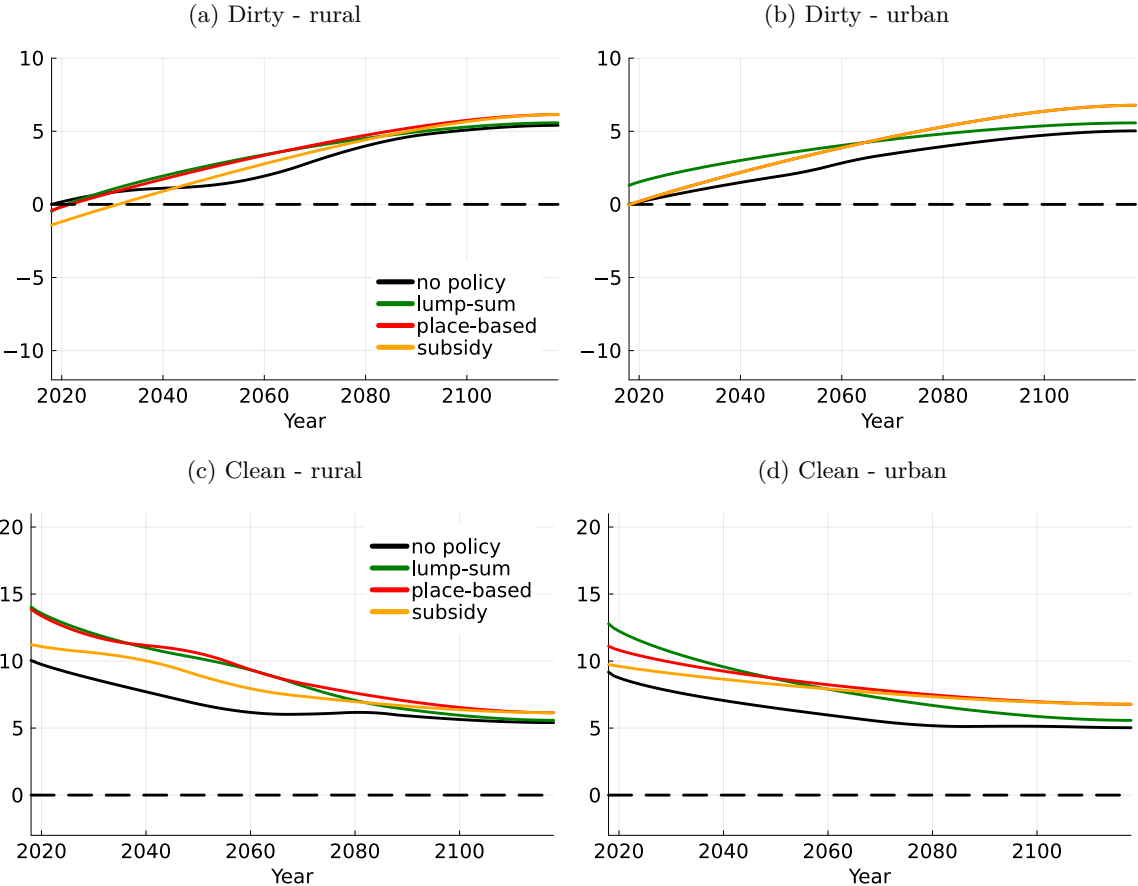 (a) Dirty - rural
10
5
0
−5
−10
no policy
lump-sum
place-based
subsidy
2020 2040 2060 2080 2100
Year
(b) Dirty - urban
10
5
0
−5
−10
2020 2040 2060 2080 2100
Year
(c) Clean - rural
20
15
10
5
0
no policy
lump-sum
place-based
subsidy
2020 2040 2060 2080 2100
Year
(d) Clean - urban
20
15
10
5
0
2020 2040 2060 2080 2100
Year